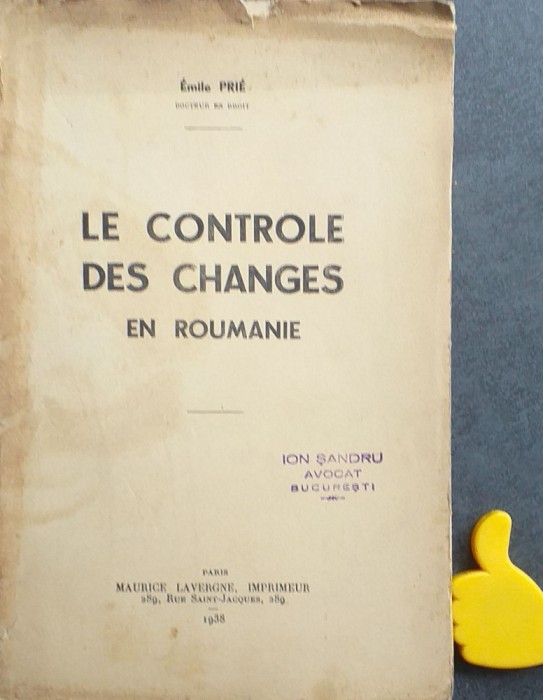 Émile PRIÉ
DOCTEUR EN DROIT
LE CONTROLE
DES CHANGES
EN ROUMANIE
ION ŞANDRU
AVOCAT
BUCUREŞTI
PARIS
MAURICE LAVERGNE, IMPRIMEUR
289, RUE SAINT-JACQUES, 289
1938